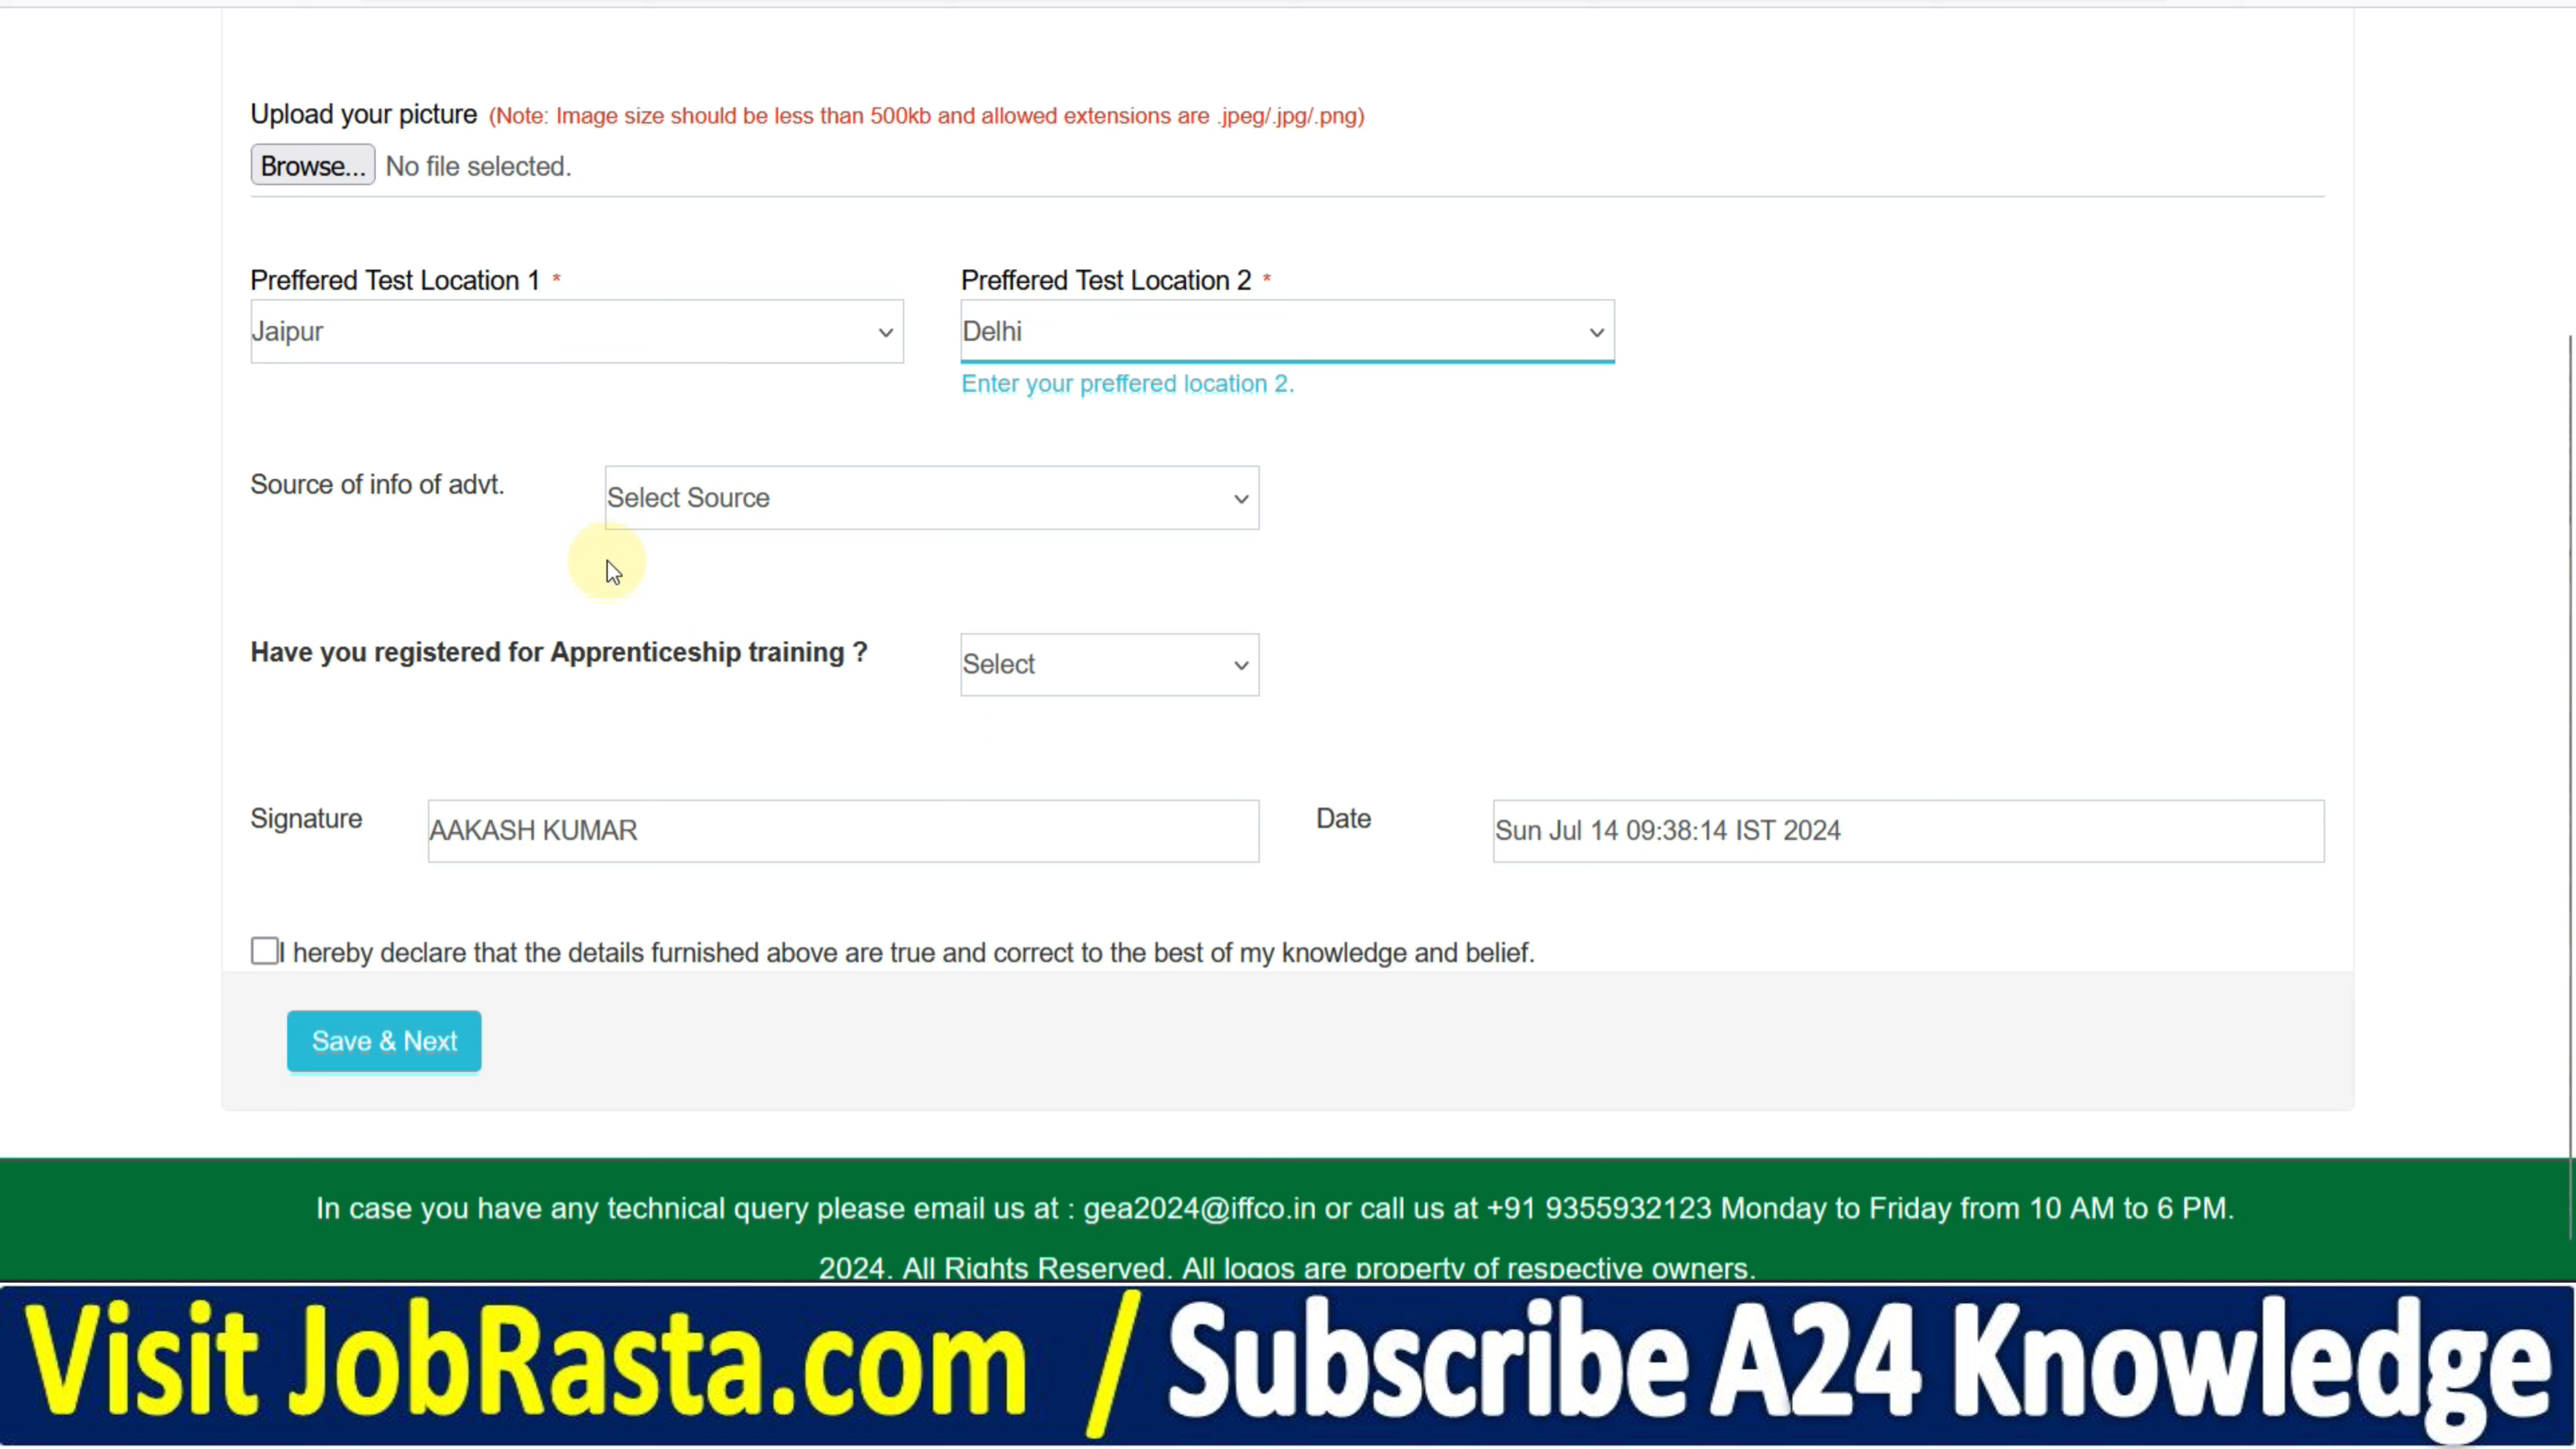 Upload your picture (Note: Image size should be less than 500kb and allowed extensions are .jpeg/.jpg/.png)
Browse... No file selected.
Preffered Test Location 1 * Preffered Test Location 2 *
Jaipur Delhi
Enter your preffered location 2.
Source of info of advt. Select Source
Have you registered for Apprenticeship training ? Select
Signature AAKASH KUMAR Date Sun Jul 14 09:38:14 IST 2024
I hereby declare that the details furnished above are true and correct to the best of my knowledge and belief.
Save & Next
In case you have any technical query please email us at : gea2024@iffco.in or call us at +91 9355932123 Monday to Friday from 10 AM to 6 PM.
2024. All Rights Reserved. All logos are property of respective owners.
Visit JobRasta.com / Subscribe A24 Knowledge